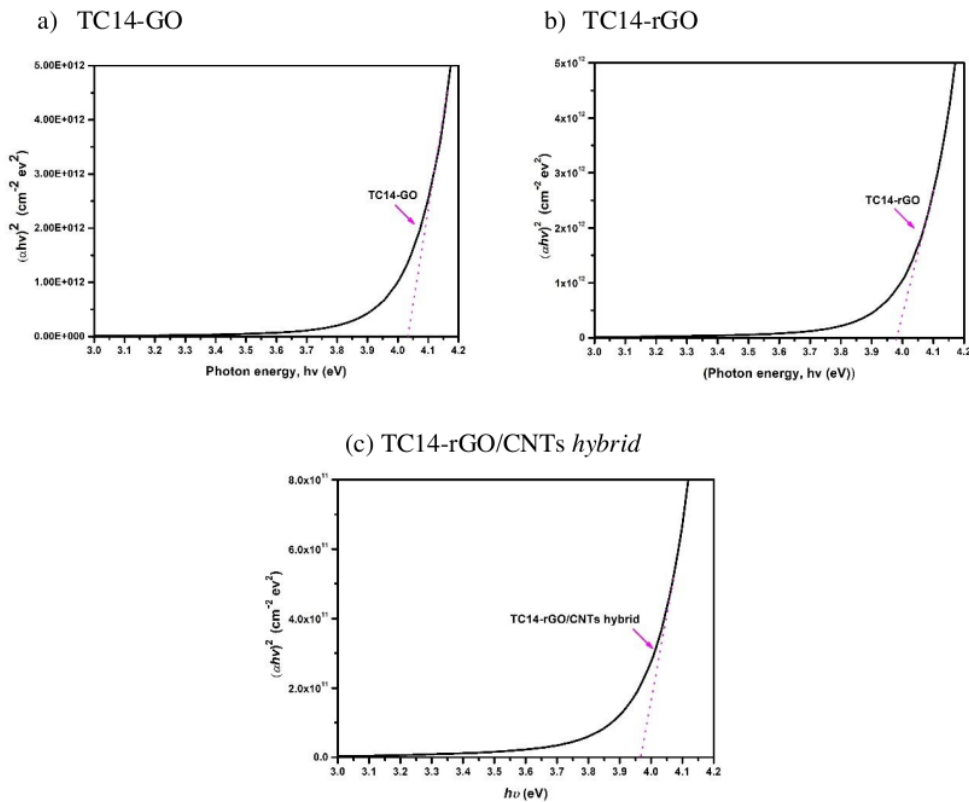 a) TC14-GO
5.00E+012
4.00E+012
3.00E+012
2.00E+012
1.00E+012
0.00E+000
(αhv)² (cm⁻² ev²)
TC14-GO
3.0 3.1 3.2 3.3 3.4 3.5 3.6 3.7 3.8 3.9 4.0 4.1 4.2
Photon energy, hv (eV)
b) TC14-rGO
5x10¹²
4x10¹²
3x10¹²
2x10¹²
1x10¹²
0
(αhv)² (cm⁻² ev²)
TC14-rGO
3.0 3.1 3.2 3.3 3.4 3.5 3.6 3.7 3.8 3.9 4.0 4.1 4.2
(Photon energy, hv (eV))
(c) TC14-rGO/CNTs hybrid
8.0x10¹¹
6.0x10¹¹
4.0x10¹¹
2.0x10¹¹
0.0
(αhv)² (cm⁻² ev²)
TC14-rGO/CNTs hybrid
3.0 3.1 3.2 3.3 3.4 3.5 3.6 3.7 3.8 3.9 4.0 4.1 4.2
hυ (eV)